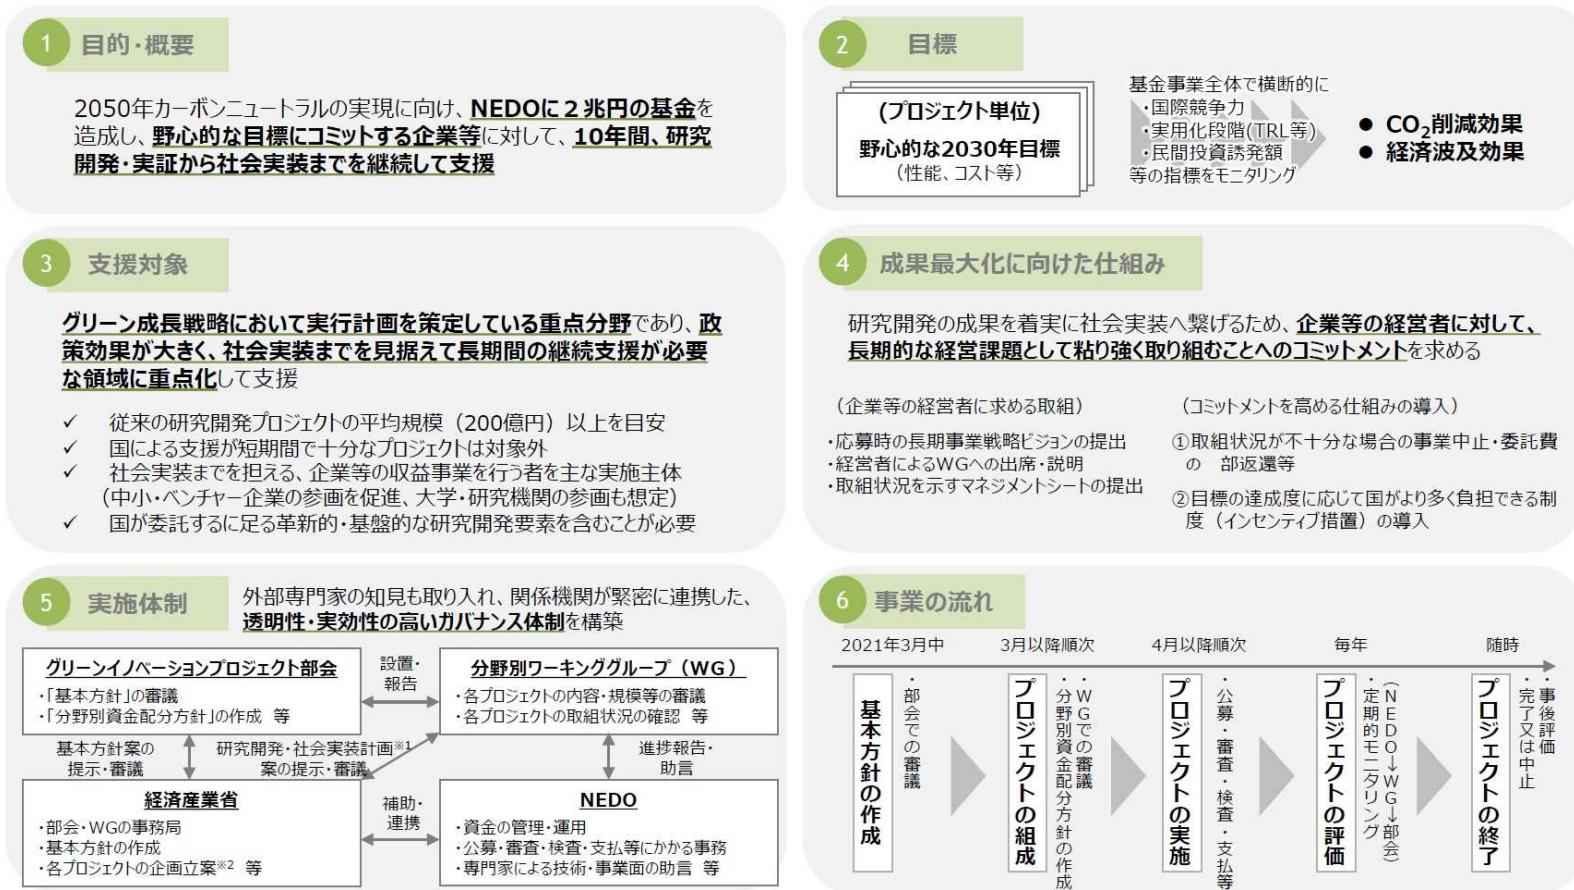 1 目的・概要
2050年カーボンニュートラルの実現に向け、NEDOに２兆円の基金を
造成し、野心的な目標にコミットする企業等に対して、10年間、研究
開発・実証から社会実装までを継続して支援
2 目標
(プロジェクト単位)
野心的な2030年目標
（性能、コスト等）
基金事業全体で横断的に
・国際競争力
・実用化段階(TRL等)
・民間投資誘発額
等の指標をモニタリング
● CO2削減効果
● 経済波及効果
3 支援対象
グリーン成長戦略において実行計画を策定している重点分野であり、政
策効果が大きく、社会実装までを見据えて長期間の継続支援が必要
な領域に重点化して支援
✓ 従来の研究開発プロジェクトの平均規模（200億円）以上を目安
✓ 国による支援が短期間で十分なプロジェクトは対象外
✓ 社会実装までを担える、企業等の収益事業を行う者を主な実施主体
（中小・ベンチャー企業の参画を促進、大学・研究機関の参画も想定）
✓ 国が委託するに足る革新的・基盤的な研究開発要素を含むことが必要
4 成果最大化に向けた仕組み
研究開発の成果を着実に社会実装へ繋げるため、企業等の経営者に対して、
長期的な経営課題として粘り強く取り組むことへのコミットメントを求める
（企業等の経営者に求める取組）
・応募時の長期事業戦略ビジョンの提出
・経営者によるWGへの出席・説明
・取組状況を示すマネジメントシートの提出
（コミットメントを高める仕組みの導入）
①取組状況が不十分な場合の事業中止・委託費
の　部返還等
②目標の達成度に応じて国がより多く負担できる制
度（インセンティブ措置）の導入
5 実施体制
外部専門家の知見も取り入れ、関係機関が緊密に連携した、
透明性・実効性の高いガバナンス体制を構築
グリーンイノベーションプロジェクト部会
・「基本方針」の審議
・「分野別資金配分方針」の作成 等
設置・
報告
分野別ワーキンググループ（WG）
・各プロジェクトの内容・規模等の審議
・各プロジェクトの取組状況の確認 等
基本方針案の
提示・審議
研究開発・社会実装計画※1
案の提示・審議
進捗報告・
助言
経済産業省
・部会・WGの事務局
・基本方針の作成
・各プロジェクトの企画立案※2 等
補助・
連携
NEDO
・資金の管理・運用
・公募・審査・検査・支払等にかかる事務
・専門家による技術・事業面の助言 等
6 事業の流れ
2021年3月中
3月以降順次
4月以降順次
毎年
随時
基本方針の作成
・部会での審議
プロジェクトの組成
・WGでの審議
・分野別資金配分方針の作成
プロジェクトの実施
・公募・審査・検査・支払等
プロジェクトの評価
（NEDO→WG→部会）
・定期的モニタリング
プロジェクトの終了
・事後評価
・完了又は中止